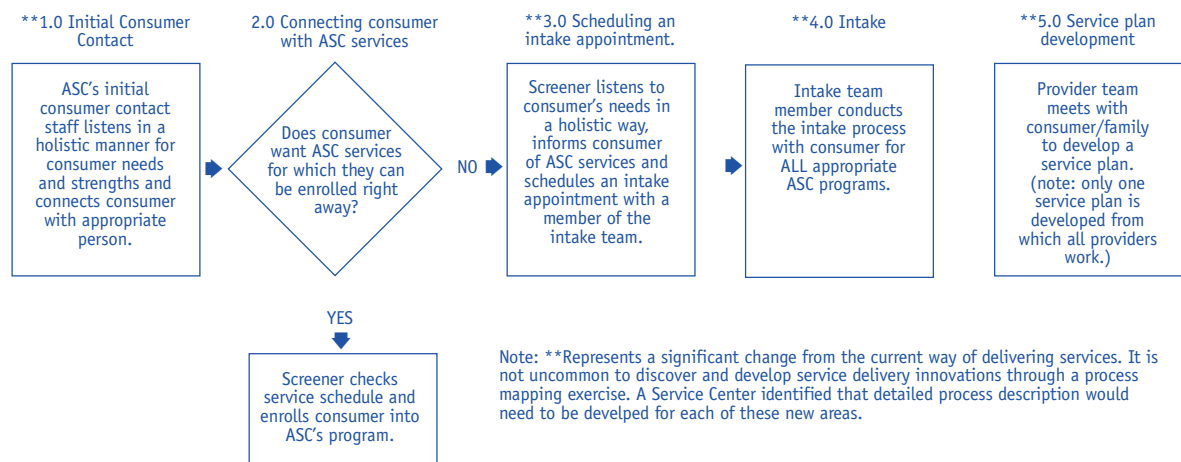 **1.0 Initial Consumer
Contact
ASC's initial
consumer contact
staff listens in a
holistic manner for
consumer needs
and strengths and
connects consumer
with appropriate
person.
2.0 Connecting consumer
with ASC services
Does consumer
want ASC services
for which they can
be enrolled right
away?
NO
YES
Screener checks
service schedule and
enrolls consumer into
ASC's program.
**3.0 Scheduling an
intake appointment.
Screener listens to
consumer's needs in
a holistic way,
informs consumer
of ASC services and
schedules an intake
appointment with a
member of the
intake team.
**4.0 Intake
Intake team
member conducts
the intake process
with consumer for
ALL appropriate
ASC programs.
**5.0 Service plan
development
Provider team
meets with
consumer/family
to develop a
service plan.
(note: only one
service plan is
developed from
which all providers
work.)
Note: **Represents a significant change from the current way of delivering services. It is
not uncommon to discover and develop service delivery innovations through a process
mapping exercise. A Service Center identified that detailed process description would
need to be develped for each of these new areas.